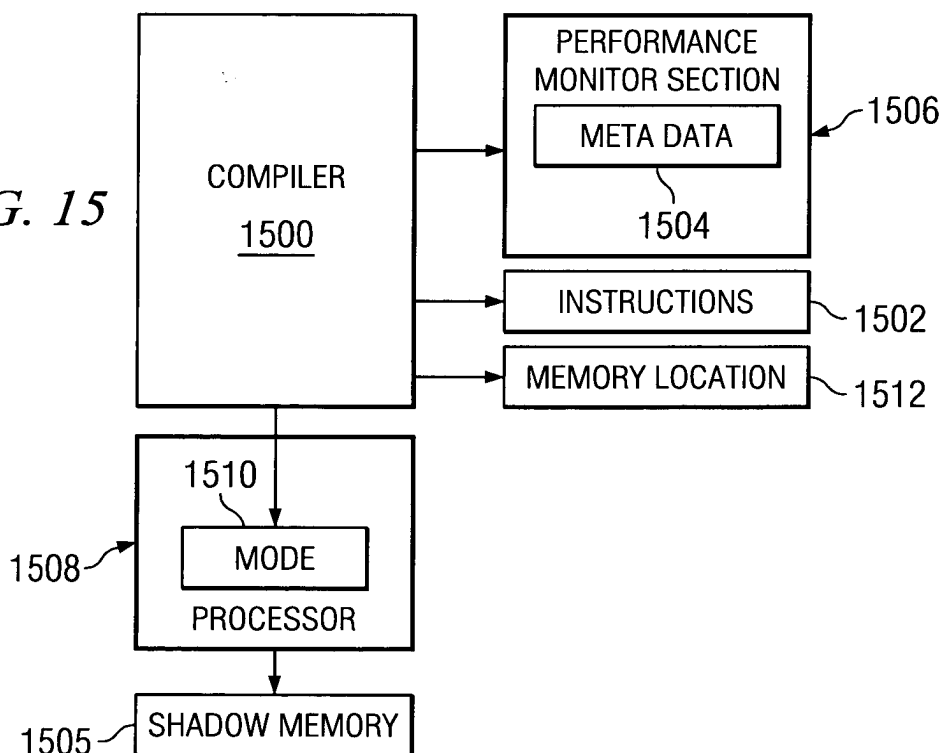 PERFORMANCE
MONITOR SECTION
1506
META DATA
1504
COMPILER
1500
G. 15
INSTRUCTIONS
1502
MEMORY LOCATION
1512
1510
MODE
1508
PROCESSOR
SHADOW MEMORY
1505